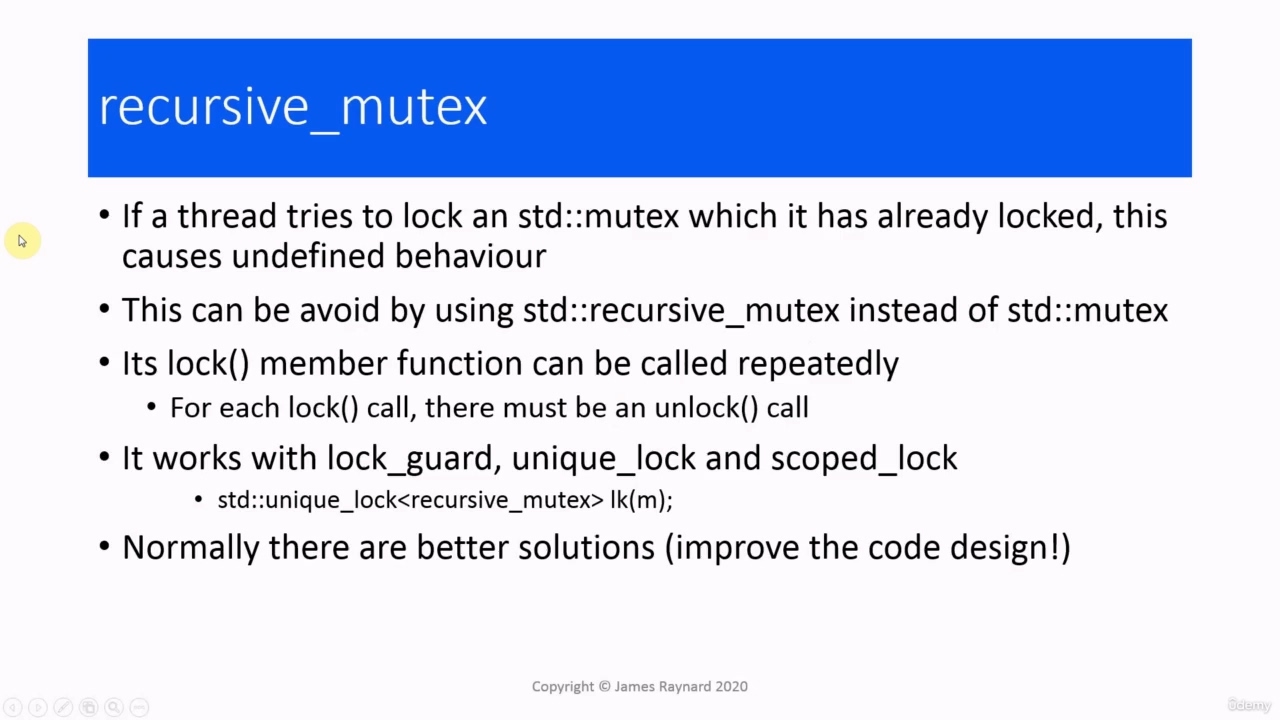 recursive_mutex
• If a thread tries to lock an std::mutex which it has already locked, this
causes undefined behaviour
• This can be avoid by using std::recursive_mutex instead of std::mutex
• Its lock() member function can be called repeatedly
• For each lock() call, there must be an unlock() call
• It works with lock_guard, unique_lock and scoped_lock
• std::unique_lock<recursive_mutex> lk(m);
• Normally there are better solutions (improve the code design!)
Copyright © James Raynard 2020
ûdemy